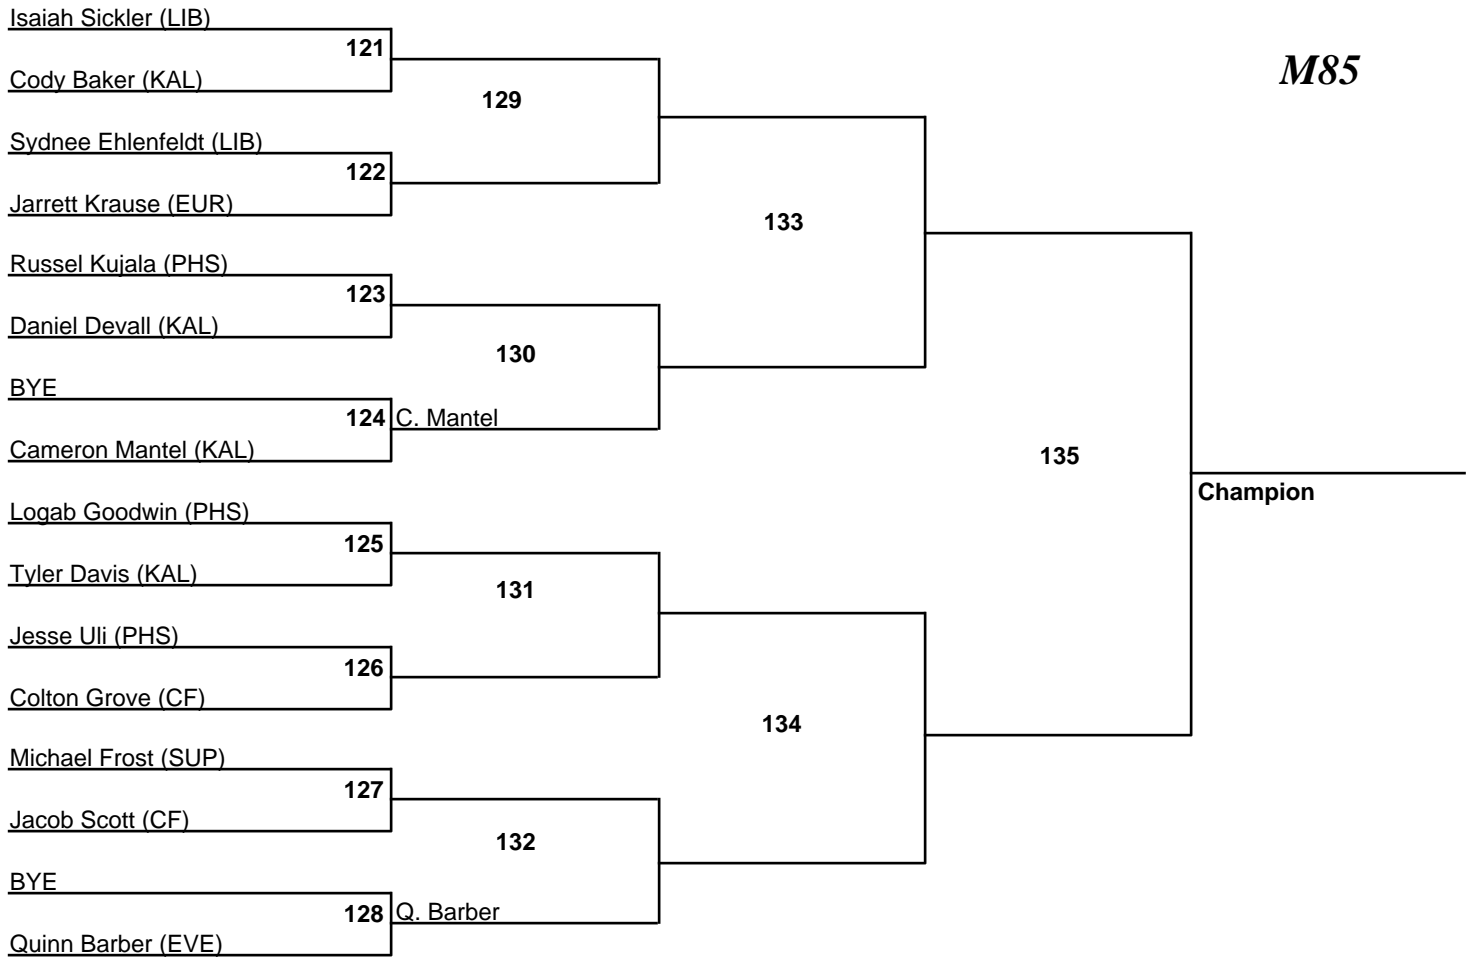 Isaiah Sickler (LIB)
121
M85
Cody Baker (KAL)
129
Sydnee Ehlenfeldt (LIB)
122
Jarrett Krause (EUR)
133
Russel Kujala (PHS)
123
Daniel Devall (KAL)
130
BYE
124 C. Mantel
Cameron Mantel (KAL)
135
Champion
Logab Goodwin (PHS)
125
Tyler Davis (KAL)
131
Jesse Uli (PHS)
126
Colton Grove (CF)
134
Michael Frost (SUP)
127
Jacob Scott (CF)
132
BYE
128 Q. Barber
Quinn Barber (EVE)